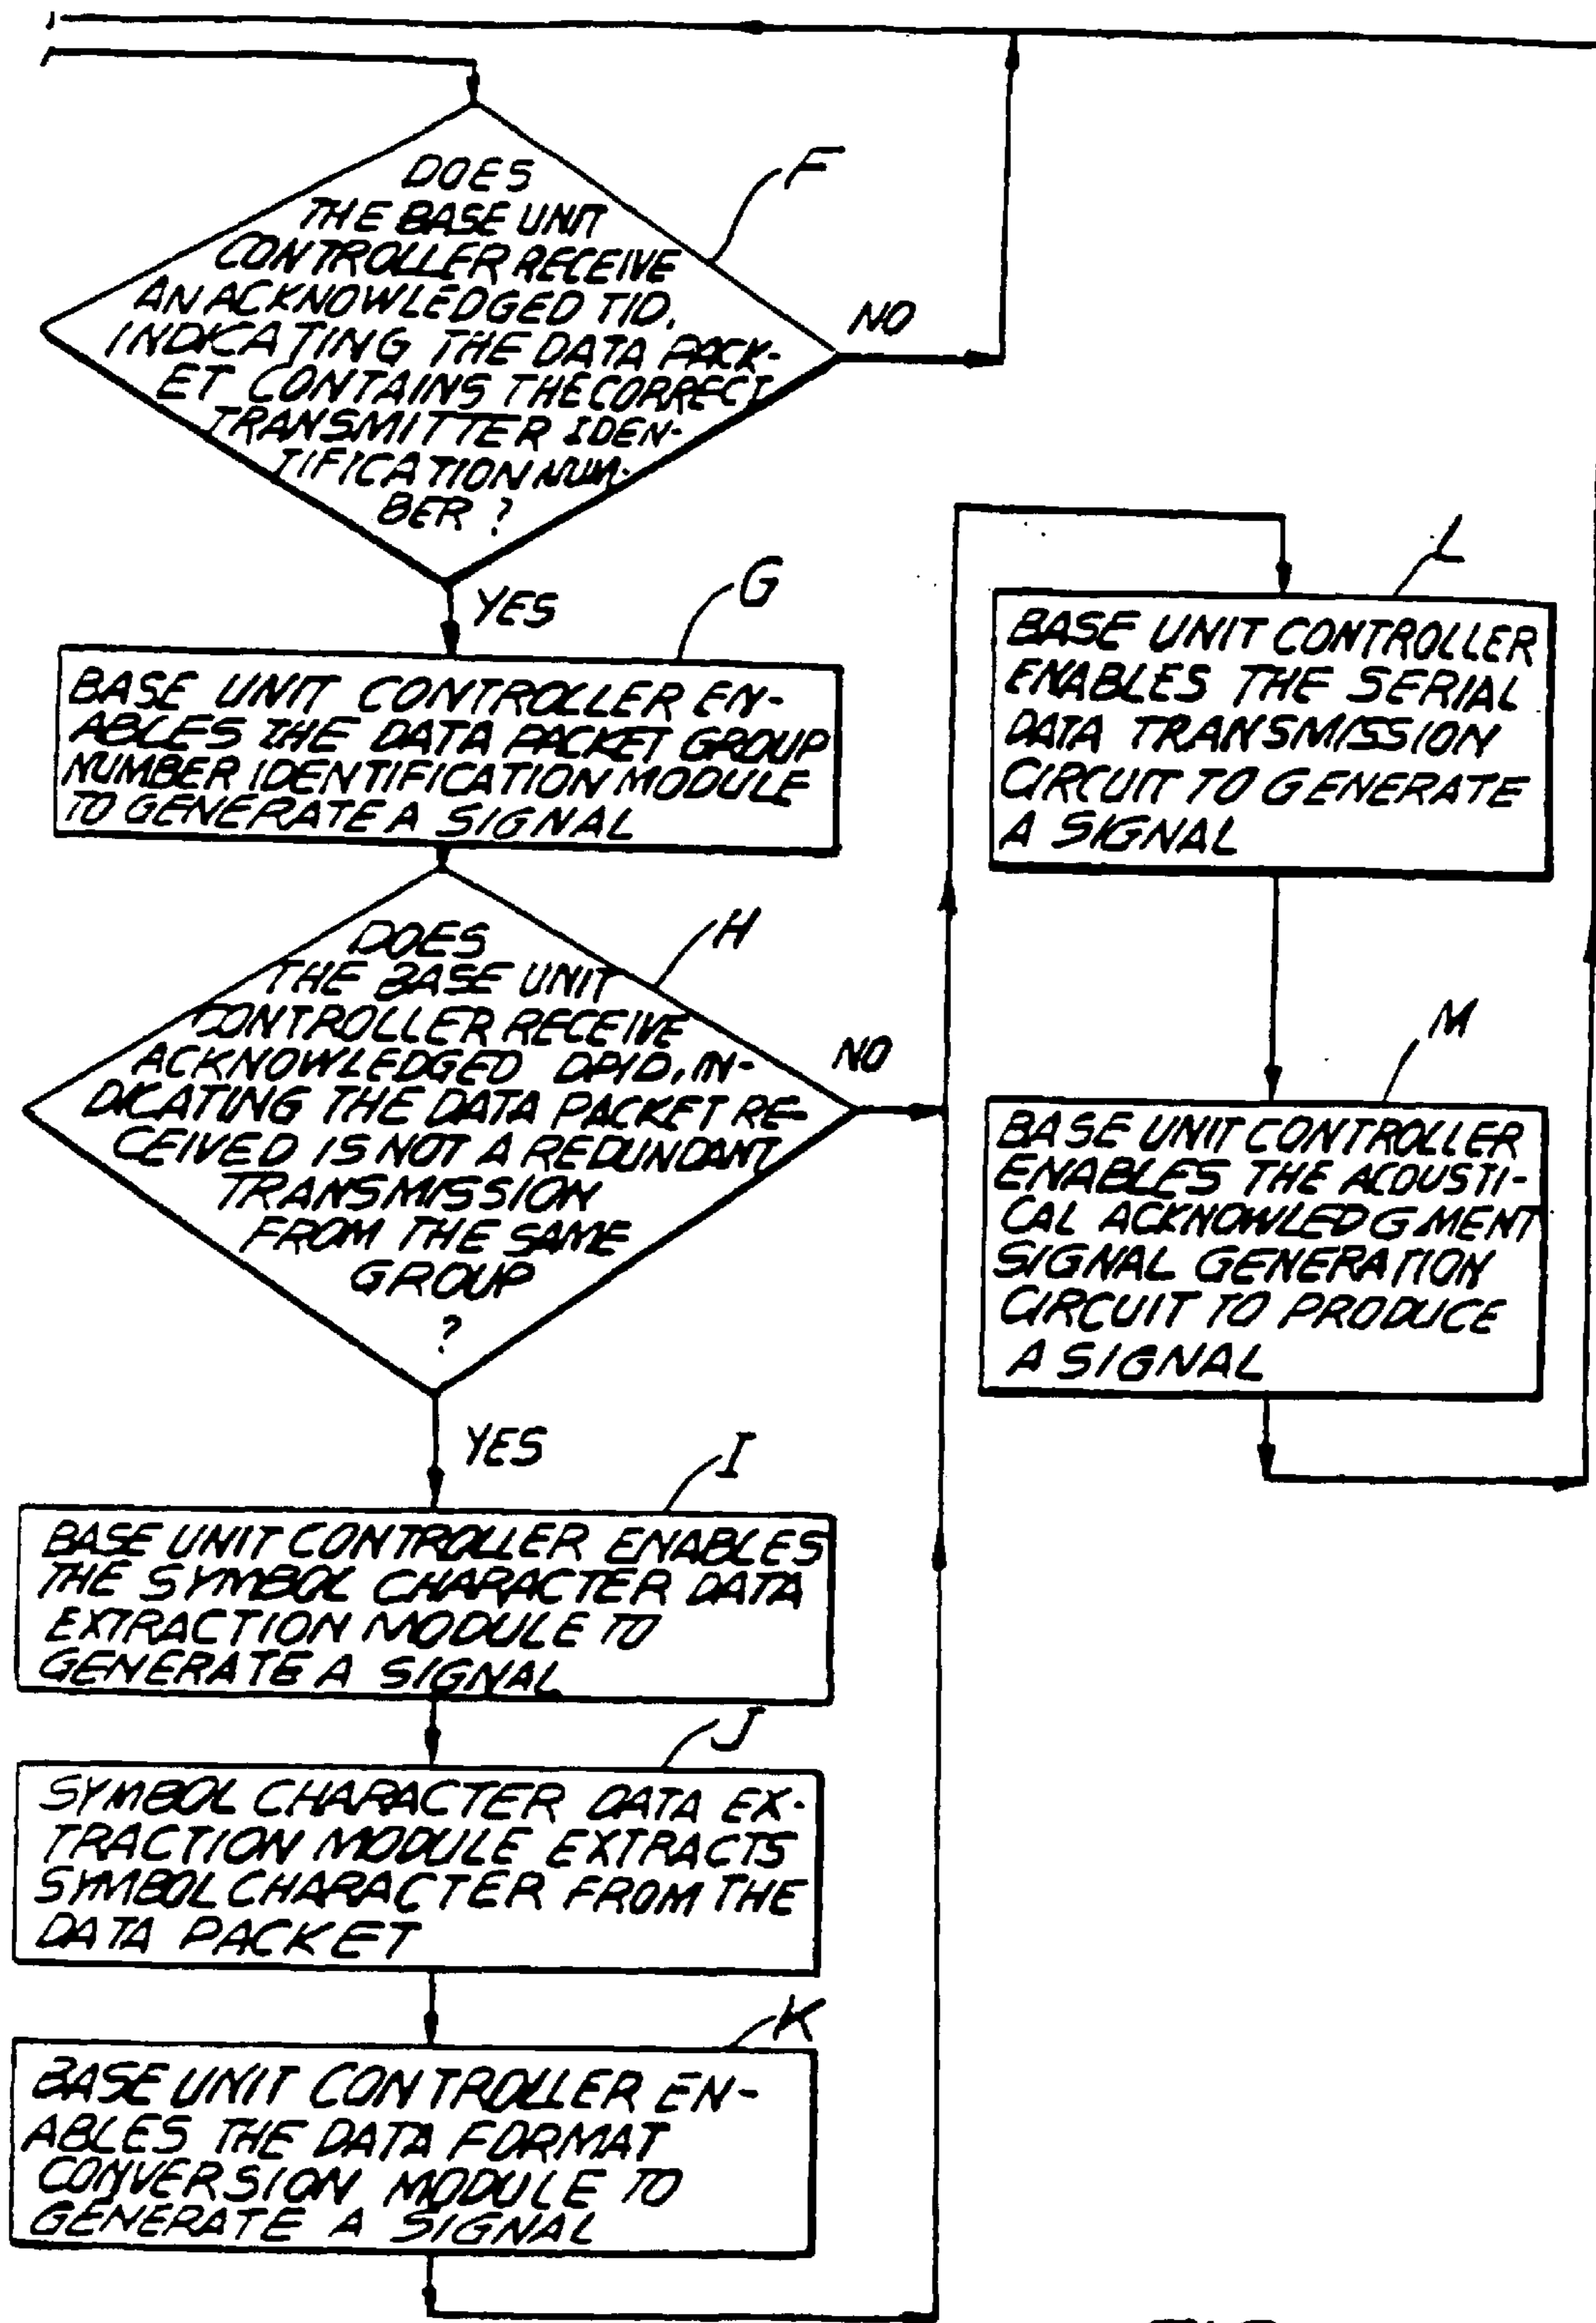 F
DOES
THE BASE UNIT
CONTROLLER RECEIVE
AN ACKNOWLEDGED TID,
INDICATING THE DATA PACK-
ET CONTAINS THE CORRECT
TRANSMITTER IDEN-
TIFICATION NUM-
BER ?
NO
YES
G
BASE UNIT CONTROLLER EN-
ABLES THE DATA PACKET GROUP
NUMBER IDENTIFICATION MODULE
TO GENERATE A SIGNAL
H
DOES
THE BASE UNIT
CONTROLLER RECEIVE
ACKNOWLEDGED DPID, IN-
DICATING THE DATA PACKET RE-
CEIVED IS NOT A REDUNDANT
TRANSMISSION
FROM THE SAME
GROUP
?
NO
YES
I
BASE UNIT CONTROLLER ENABLES
THE SYMBOL CHARACTER DATA
EXTRACTION MODULE TO
GENERATE A SIGNAL
J
SYMBOL CHARACTER DATA EX-
TRACTION MODULE EXTRACTS
SYMBOL CHARACTER FROM THE
DATA PACKET
K
BASE UNIT CONTROLLER EN-
ABLES THE DATA FORMAT
CONVERSION MODULE TO
GENERATE A SIGNAL
L
BASE UNIT CONTROLLER
ENABLES THE SERIAL
DATA TRANSMISSION
CIRCUIT TO GENERATE
A SIGNAL
M
BASE UNIT CONTROLLER
ENABLES THE ACOUSTI-
CAL ACKNOWLEDGMENT
SIGNAL GENERATION
CIRCUIT TO PRODUCE
A SIGNAL